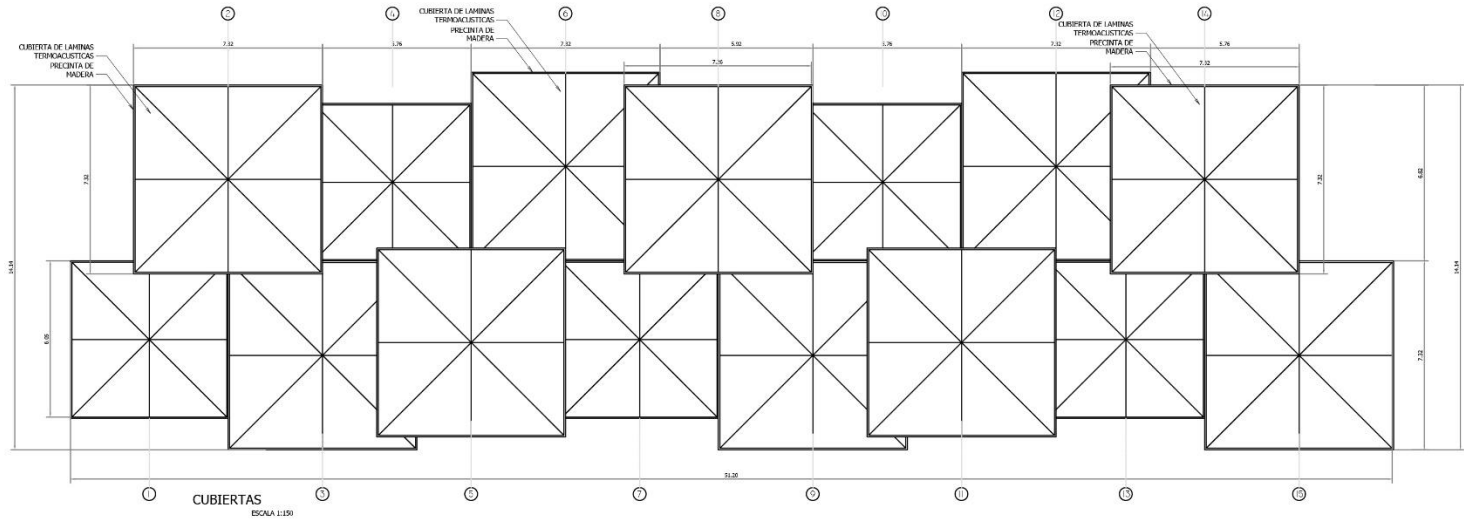 2
4
6
8
10
12
14
CUBIERTA DE LAMINAS
TERMOACUSTICAS
PRECINTA DE
MADERA
CUBIERTA DE LAMINAS
TERMOACUSTICAS
PRECINTA DE
MADERA
CUBIERTA DE LAMINAS
TERMOACUSTICAS
PRECINTA DE
MADERA
7.32
5.76
7.32
5.92
5.76
7.32
5.76
7.36
7.32
7.32
7.32
6.82
14.14
14.14
6.09
7.32
51.20
1
3
5
7
9
11
13
15
CUBIERTAS
ESCALA 1:150